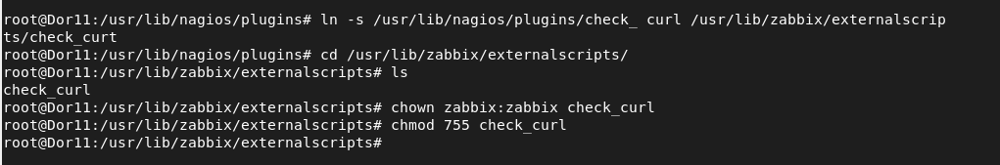 root@Dor11:/usr/lib/nagios/plugins# ln -s /usr/lib/nagios/plugins/check_ curl /usr/lib/zabbix/externalscrip
ts/check_curt
root@Dor11:/usr/lib/nagios/plugins# cd /usr/lib/zabbix/externalscripts/
root@Dor11:/usr/lib/zabbix/externalscripts# ls
check_curl
root@Dor11:/usr/lib/zabbix/externalscripts# chown zabbix:zabbix check_curl
root@Dor11:/usr/lib/zabbix/externalscripts# chmod 755 check_curl
root@Dor11:/usr/lib/zabbix/externalscripts#